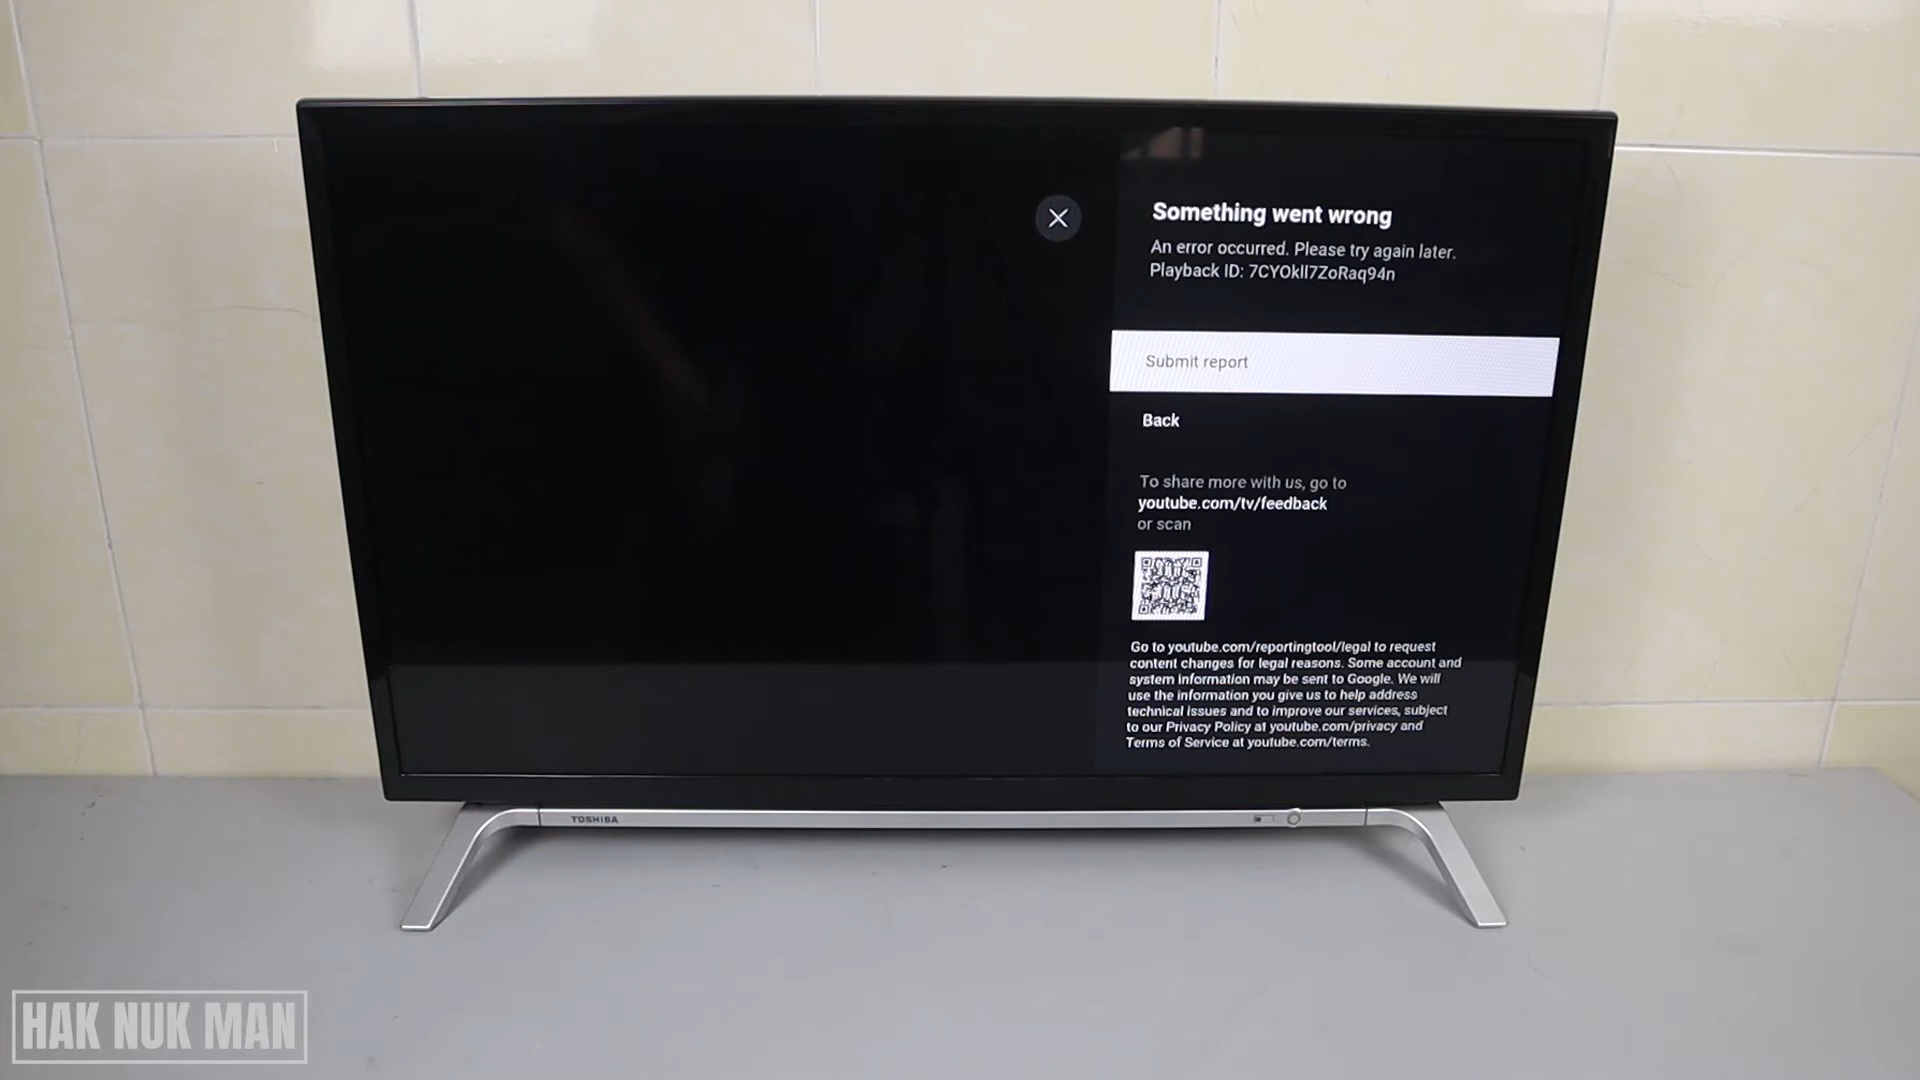 Something went wrong
An error occurred. Please try again later.
Playback ID: 7CYOkll7ZoRaq94n
Submit report
Back
To share more with us, go to
youtube.com/tv/feedback
or scan
Go to youtube.com/reportingtool/legal to request
content changes for legal reasons. Some account and
system information may be sent to Google. We will
use the information you give us to help address
technical issues and to improve our services, subject
to our Privacy Policy at youtube.com/privacy and
Terms of Service at youtube.com/terms.
TOSHIBA
HAK NUK MAN